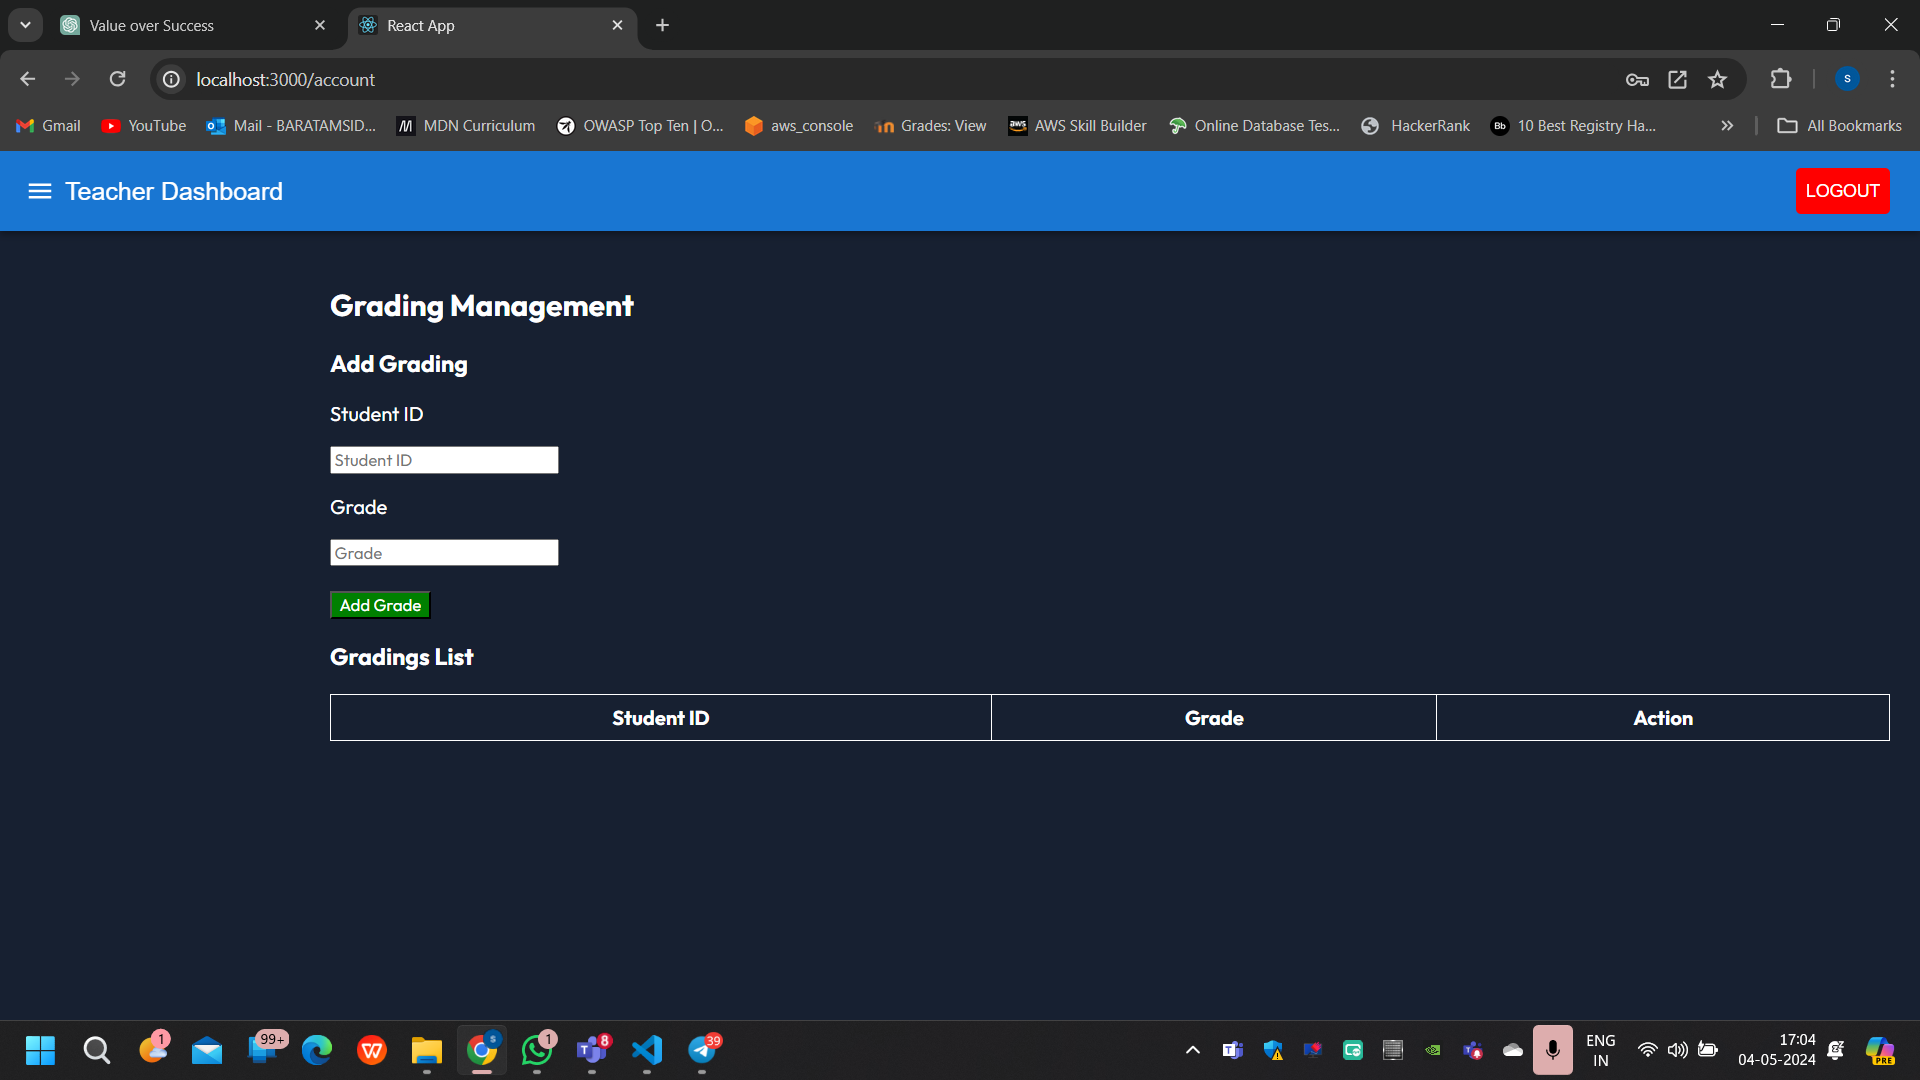 Value over Success
React App
localhost:3000/account
S
Gmail
YouTube
Mail - BARATAMSID...
MDN Curriculum
OWASP Top Ten | O...
aws_console
Grades: View
AWS Skill Builder
Online Database Tes...
HackerRank
Bb
10 Best Registry Ha...
All Bookmarks
Teacher Dashboard
LOGOUT
Grading Management
Add Grading
Student ID
Student ID
Grade
Grade
Add Grade
Gradings List
Student ID Grade Action
1
99+
1
8
39
ENG
IN
17:04
04-05-2024
PRE